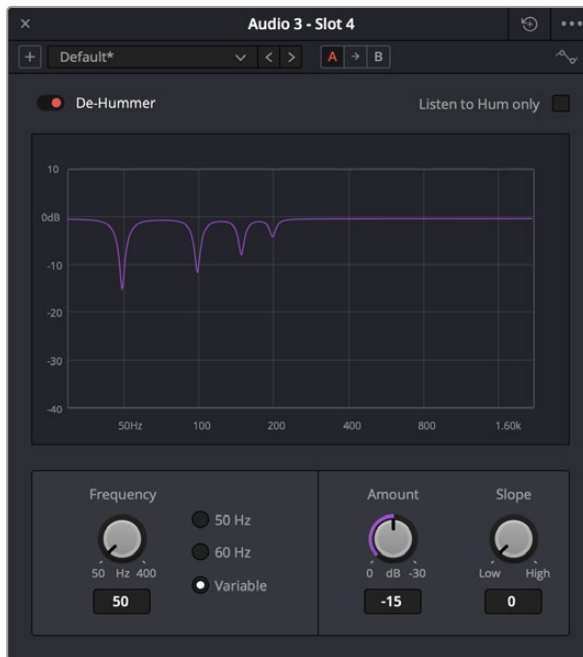 Audio 3 - Slot 4
Default*
A B
De-Hummer
Listen to Hum only
10
0dB
-10
-20
-30
-40
50Hz 100 200 400 800 1.60k
Frequency
50 Hz 400
50
50 Hz
60 Hz
Variable
Amount
0 dB -30
-15
Slope
Low High
0